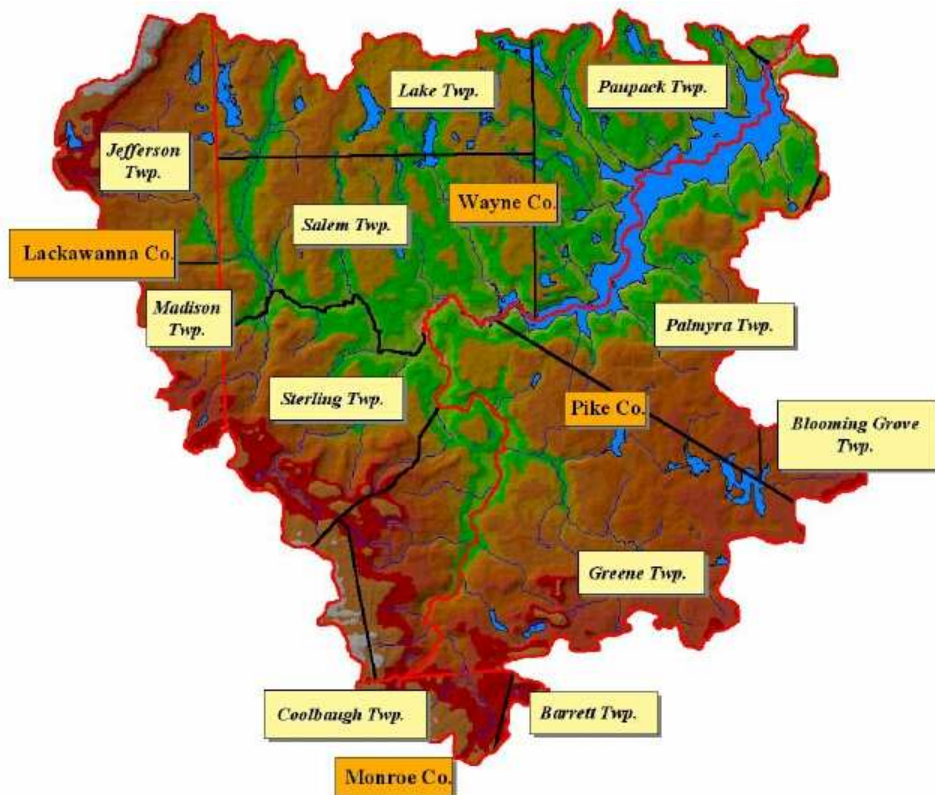 Lake Twp.
Paupack Twp.
Jefferson
Twp.
Wayne Co.
Salem Twp.
Lackawanna Co.
Madison
Twp.
Palmyra Twp.
Sterling Twp.
Pike Co.
Blooming Grove
Twp.
Greene Twp.
Coolbaugh Twp.
Barrett Twp.
Monroe Co.